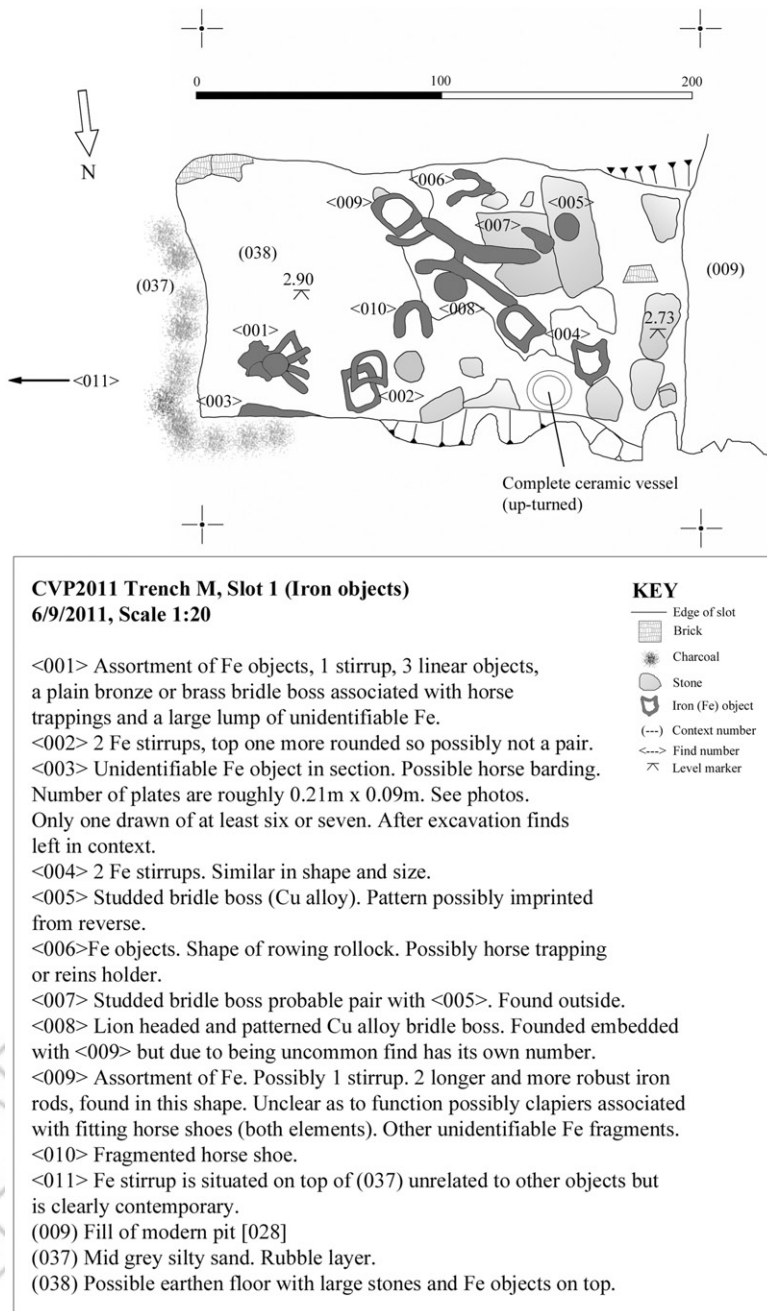 0 100 200
N
<006>
<009>
<005>
<007>
(038)
(037)
(009)
2.90
<010>
<008>
<001>
<004>
2.73
<011>
<003>
<002>
Complete ceramic vessel
(up-turned)
CVP2011 Trench M, Slot 1 (Iron objects)
6/9/2011, Scale 1:20
<001> Assortment of Fe objects, 1 stirrup, 3 linear objects,
a plain bronze or brass bridle boss associated with horse
trappings and a large lump of unidentifiable Fe.
<002> 2 Fe stirrups, top one more rounded so possibly not a pair.
<003> Unidentifiable Fe object in section. Possible horse barding.
Number of plates are roughly 0.21m x 0.09m. See photos.
Only one drawn of at least six or seven. After excavation finds
left in context.
<004> 2 Fe stirrups. Similar in shape and size.
<005> Studded bridle boss (Cu alloy). Pattern possibly imprinted
from reverse.
<006>Fe objects. Shape of rowing rollock. Possibly horse trapping
or reins holder.
<007> Studded bridle boss probable pair with <005>. Found outside.
<008> Lion headed and patterned Cu alloy bridle boss. Founded embedded
with <009> but due to being uncommon find has its own number.
<009> Assortment of Fe. Possibly 1 stirrup. 2 longer and more robust iron
rods, found in this shape. Unclear as to function possibly clapiers associated
with fitting horse shoes (both elements). Other unidentifiable Fe fragments.
<010> Fragmented horse shoe.
<011> Fe stirrup is situated on top of (037) unrelated to other objects but
is clearly contemporary.
(009) Fill of modern pit [028]
(037) Mid grey silty sand. Rubble layer.
(038) Possible earthen floor with large stones and Fe objects on top.
KEY
Edge of slot
Brick
Charcoal
Stone
Iron (Fe) object
(---) Context number
<---> Find number
Level marker